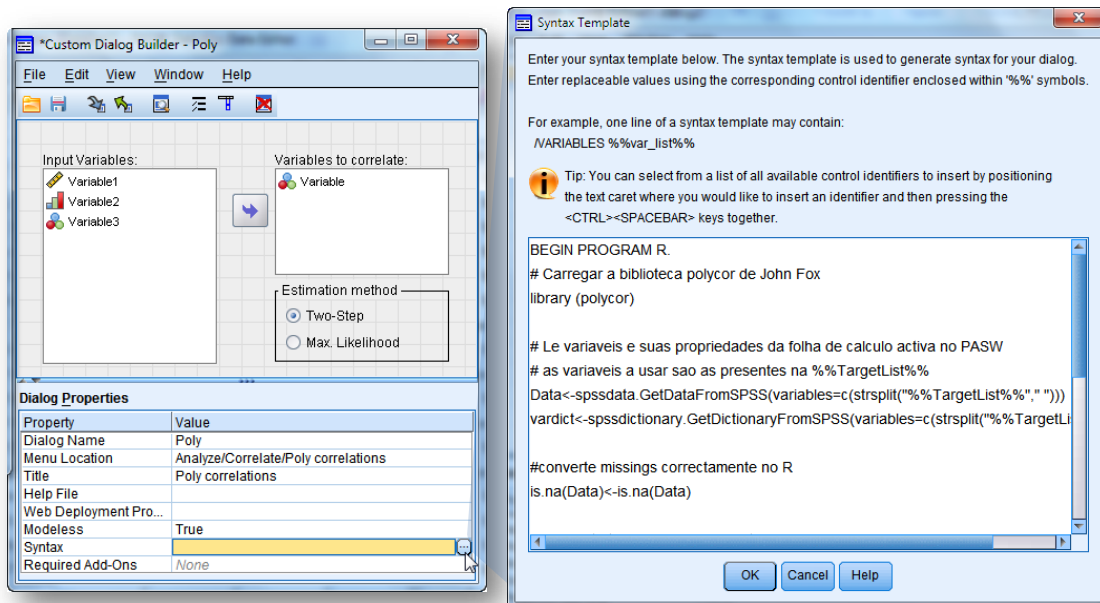 *Custom Dialog Builder - Poly
File Edit View Window Help
Input Variables:
Variable1
Variable2
Variable3
Variables to correlate:
Variable
Estimation method
Two-Step
Max. Likelihood
Dialog Properties
Property Value
Dialog Name Poly
Menu Location Analyze/Correlate/Poly correlations
Title Poly correlations
Help File
Web Deployment Pro...
Modeless True
Syntax
Required Add-Ons None
Syntax Template
Enter your syntax template below. The syntax template is used to generate syntax for your dialog.
Enter replaceable values using the corresponding control identifier enclosed within '%%' symbols.
For example, one line of a syntax template may contain:
/VARIABLES %%var_list%%
Tip: You can select from a list of all available control identifiers to insert by positioning
the text caret where you would like to insert an identifier and then pressing the
<CTRL><SPACEBAR> keys together.
BEGIN PROGRAM R.
# Carregar a biblioteca polycor de John Fox
library (polycor)
# Le variaveis e suas propriedades da folha de calculo activa no PASW
# as variaveis a usar sao as presentes na %%TargetList%%
Data<-spssdata.GetDataFromSPSS(variables=c(strsplit("%%TargetList%%"," ")))
vardict<-spssdictionary.GetDictionaryFromSPSS(variables=c(strsplit("%%TargetLi
#converte missings correctamente no R
is.na(Data)<-is.na(Data)
OK Cancel Help